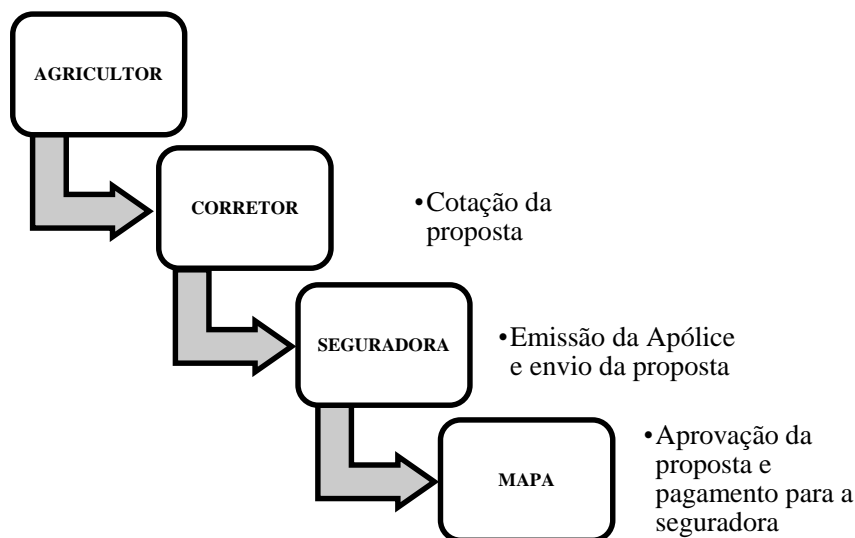 AGRICULTOR
CORRETOR
•Cotação da
proposta
SEGURADORA
•Emissão da Apólice
e envio da proposta
MAPA
•Aprovação da
proposta e
pagamento para a
seguradora